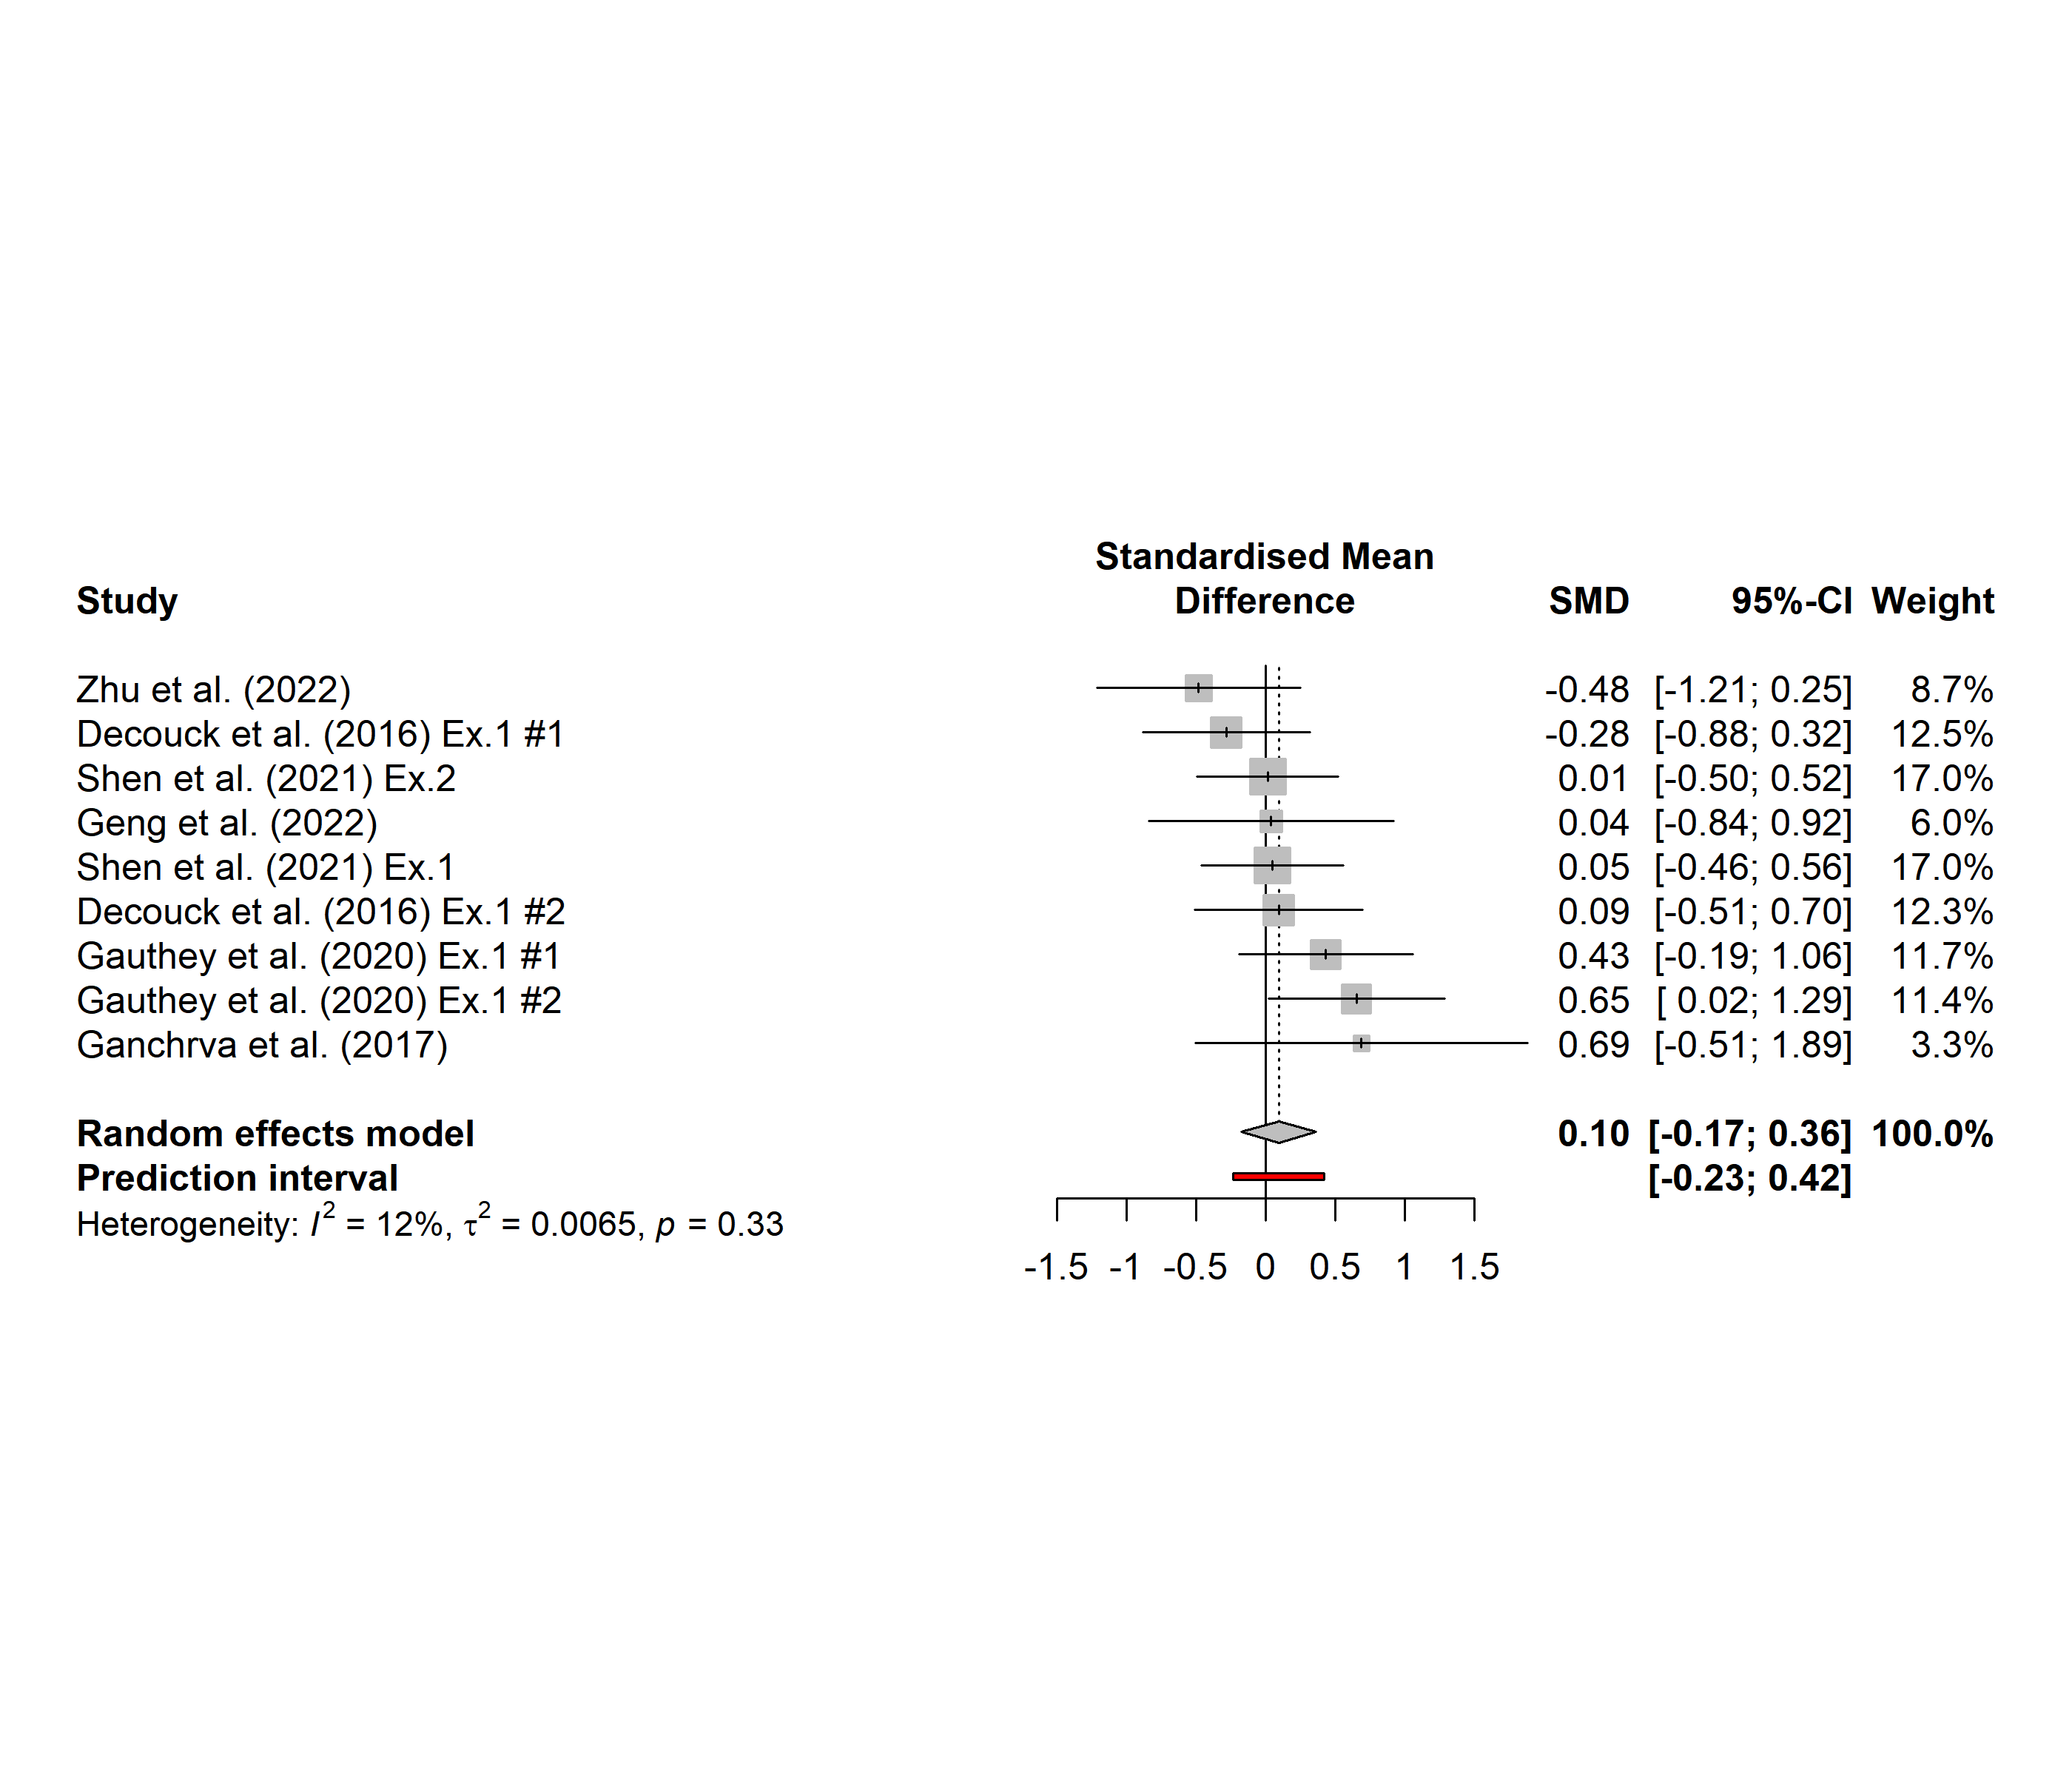 Standardised Mean
Study Difference SMD 95%-CI Weight
Zhu et al. (2022) -0.48 [-1.21; 0.25] 8.7%
Decouck et al. (2016) Ex.1 #1 -0.28 [-0.88; 0.32] 12.5%
Shen et al. (2021) Ex.2 0.01 [-0.50; 0.52] 17.0%
Geng et al. (2022) 0.04 [-0.84; 0.92] 6.0%
Shen et al. (2021) Ex.1 0.05 [-0.46; 0.56] 17.0%
Decouck et al. (2016) Ex.1 #2 0.09 [-0.51; 0.70] 12.3%
Gauthey et al. (2020) Ex.1 #1 0.43 [-0.19; 1.06] 11.7%
Gauthey et al. (2020) Ex.1 #2 0.65 [ 0.02; 1.29] 11.4%
Ganchrva et al. (2017) 0.69 [-0.51; 1.89] 3.3%
Random effects model 0.10 [-0.17; 0.36] 100.0%
Prediction interval [-0.23; 0.42]
Heterogeneity: I² = 12%, τ² = 0.0065, p = 0.33
-1.5 -1 -0.5 0 0.5 1 1.5